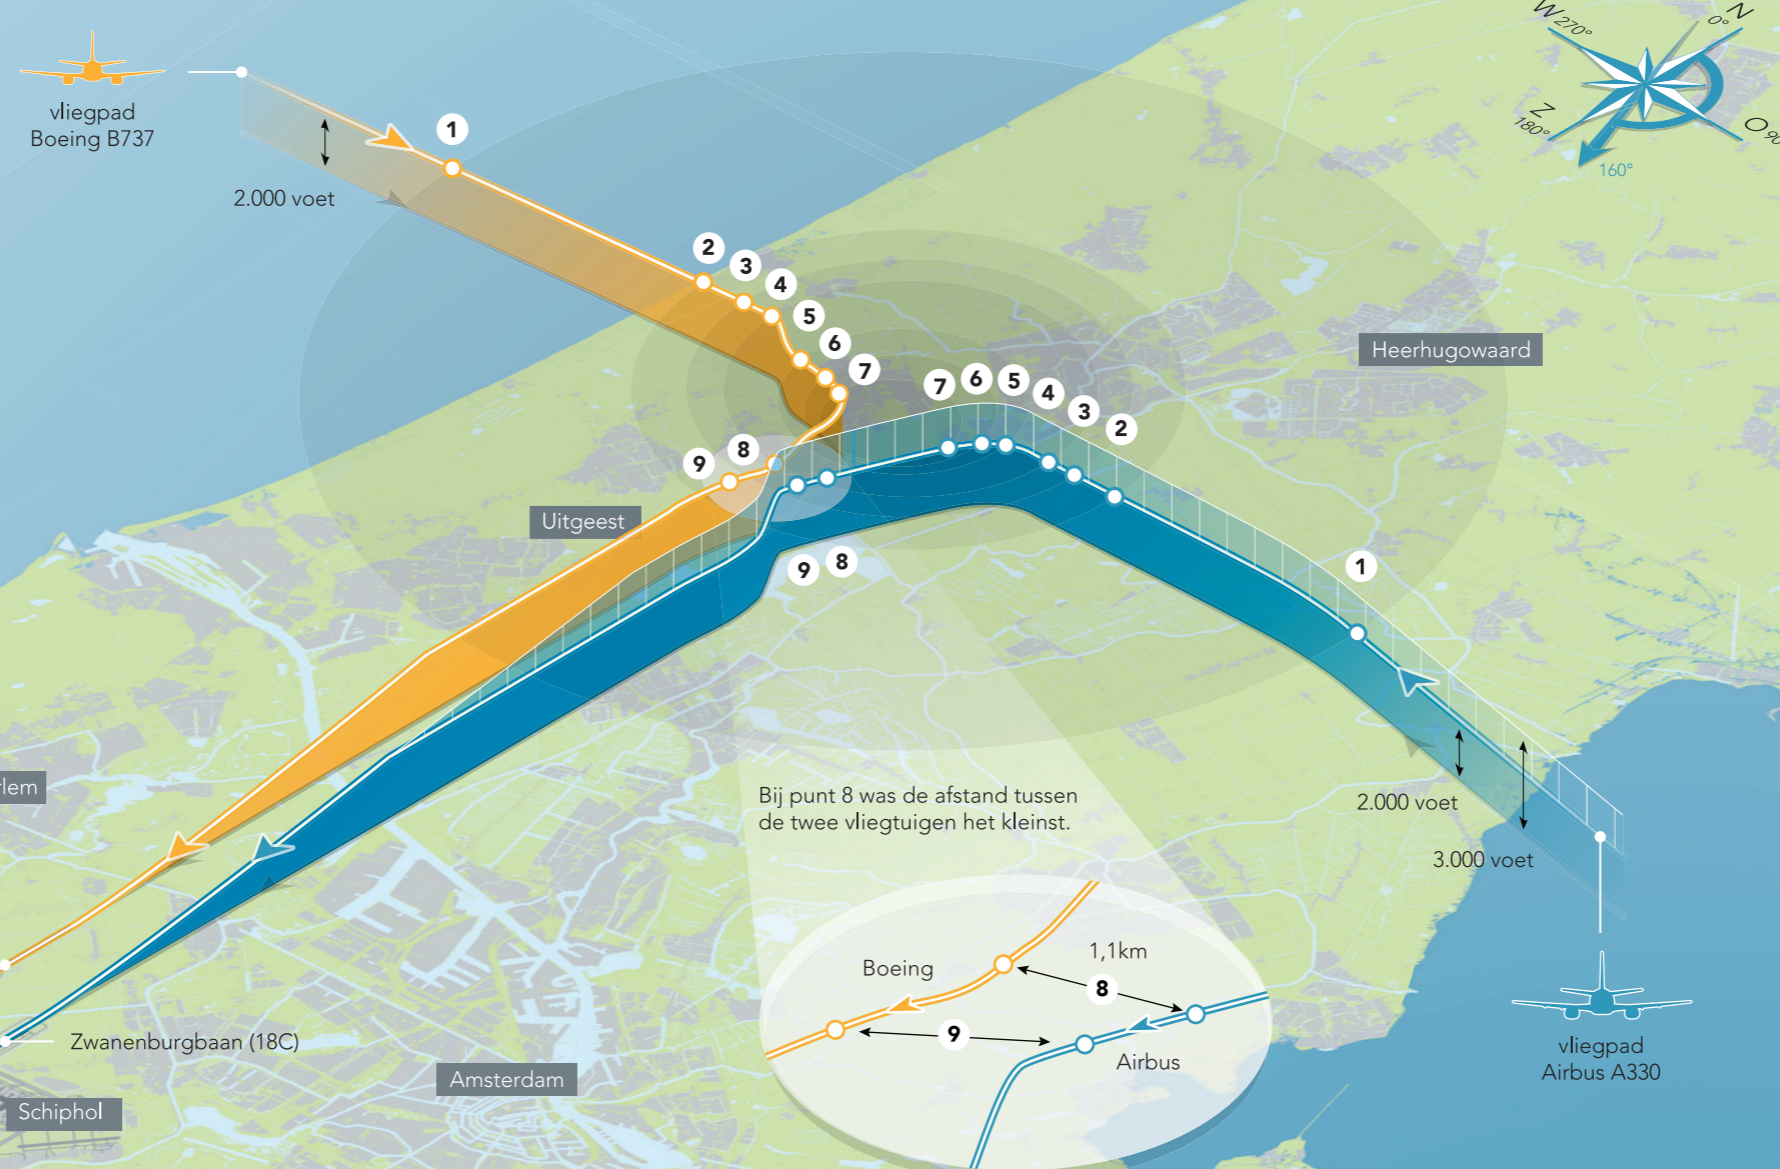 vliegpad
Boeing B737
2.000 voet
1
2
3
4
5
6
7
8
9
W 270°
N
0°
Z
180°
O 90
160°
Heerhugowaard
7
6
5
4
3
2
1
9
8
Uitgeest
rlem
2.000 voet
3.000 voet
Bij punt 8 was de afstand tussen
de twee vliegtuigen het kleinst.
1,1km
Boeing
8
9
Airbus
vliegpad
Airbus A330
Zwanenburgbaan (18C)
Amsterdam
Schiphol